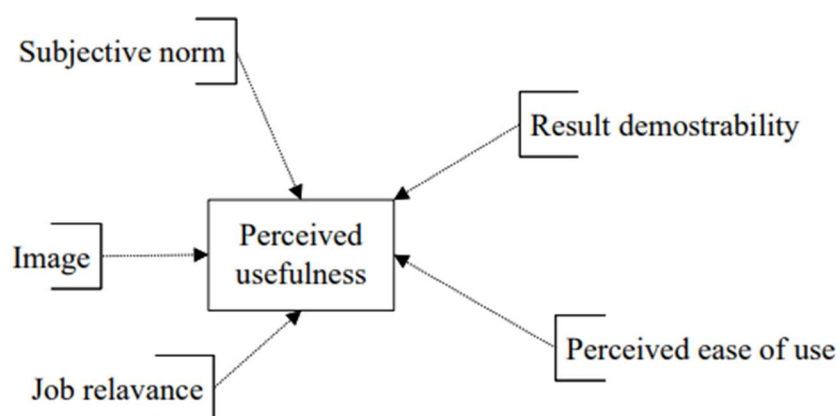 Subjective norm
Result demostrability
Perceived
usefulness
Image
Perceived ease of use
Job relavance